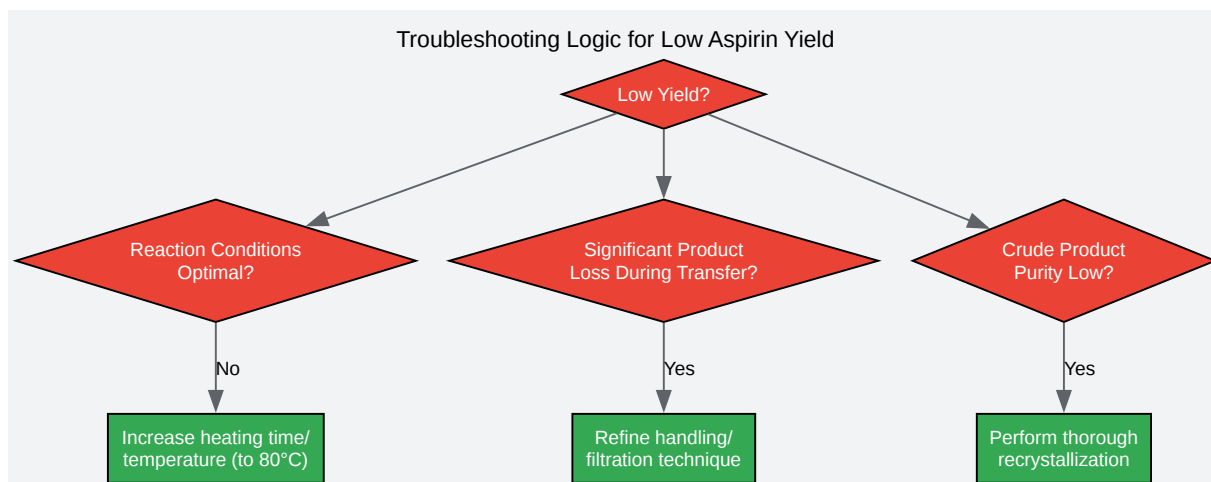 Troubleshooting Logic for Low Aspirin Yield
Low Yield?
Reaction Conditions
Optimal?
Significant Product
Loss During Transfer?
Crude Product
Purity Low?
No
Yes
Yes
Increase heating time/
temperature (to 80°C)
Refine handling/
filtration technique
Perform thorough
recrystallization